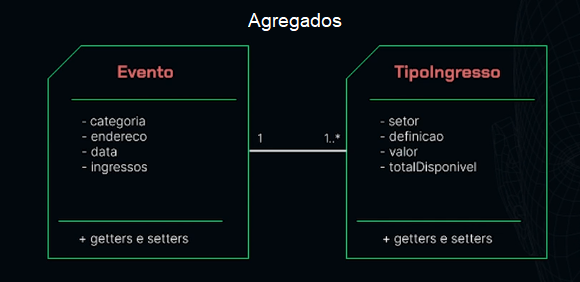 Agregados
Evento
- categoria
- endereco
- data
- ingressos
+ getters e setters
1
1..*
TipoIngresso
- setor
- definicao
- valor
- totalDisponivel
+ getters e setters